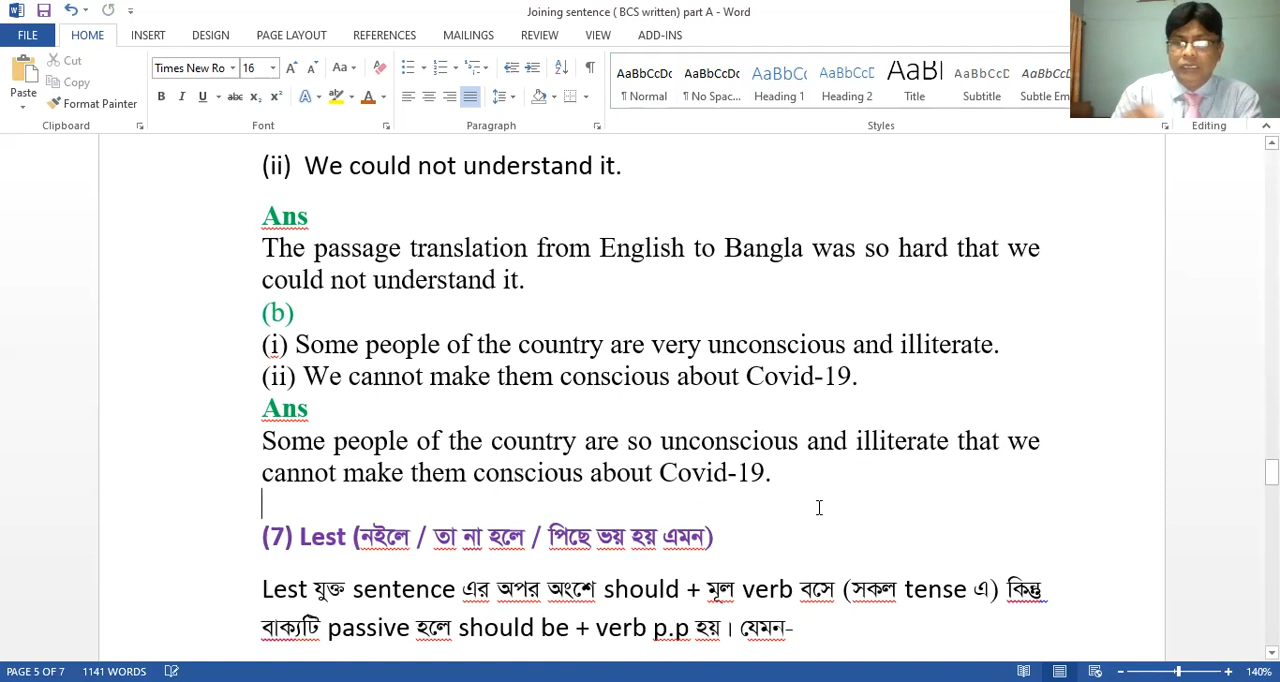 Joining sentence ( BCS written) part A - Word
FILE HOME INSERT DESIGN PAGE LAYOUT REFERENCES MAILINGS REVIEW VIEW ADD-INS
Cut
Copy
Format Painter
Paste
Times New Ro 16
AaBbCcDc AaBbCcDc AaBbCc AaBbCcC AaBl AaBbCcD AaBbCcD
¶ Normal ¶ No Spac... Heading 1 Heading 2 Title Subtitle Subtle Em
Clipboard Font Paragraph Styles Editing
(ii) We could not understand it.
Ans
The passage translation from English to Bangla was so hard that we
could not understand it.
(b)
(i) Some people of the country are very unconscious and illiterate.
(ii) We cannot make them conscious about Covid-19.
Ans
Some people of the country are so unconscious and illiterate that we
cannot make them conscious about Covid-19.
(7) Lest (নইলে / তা না হলে / পিছে ভয় হয় এমন)
Lest যুক্ত sentence এর অপর অংশে should + মূল verb বসে (সকল tense এ) কিন্তু
বাক্যটি passive হলে should be + verb p.p হয়। যেমন-
PAGE 5 OF 7 1141 WORDS 140%